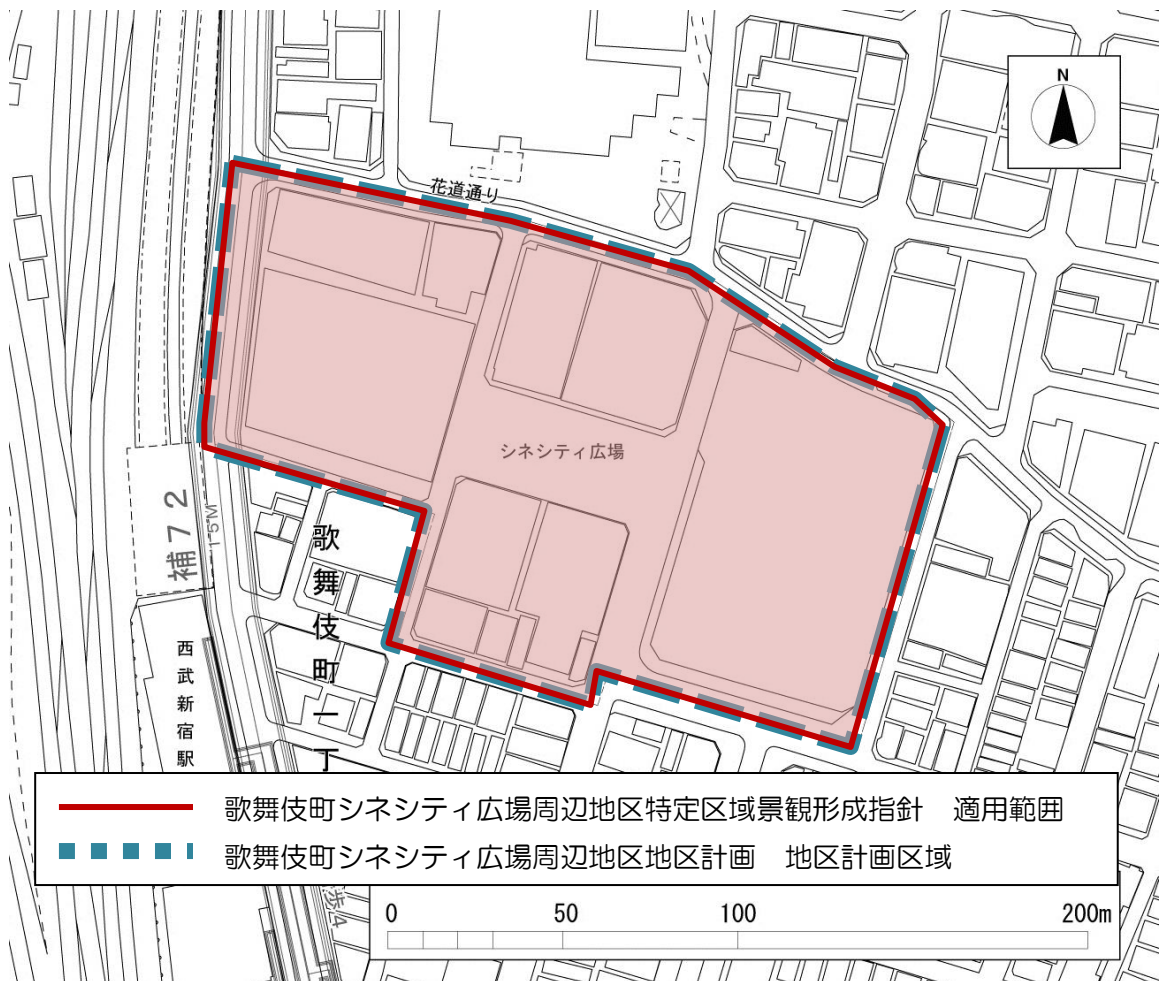 N
花道通り
シネシティ広場
補72
15M
歌舞伎町一丁
西武新宿駅
歌舞伎町シネシティ広場周辺地区特定区域景観形成指針 適用範囲
歌舞伎町シネシティ広場周辺地区地区計画 地区計画区域
歩4
0 50 100 200m